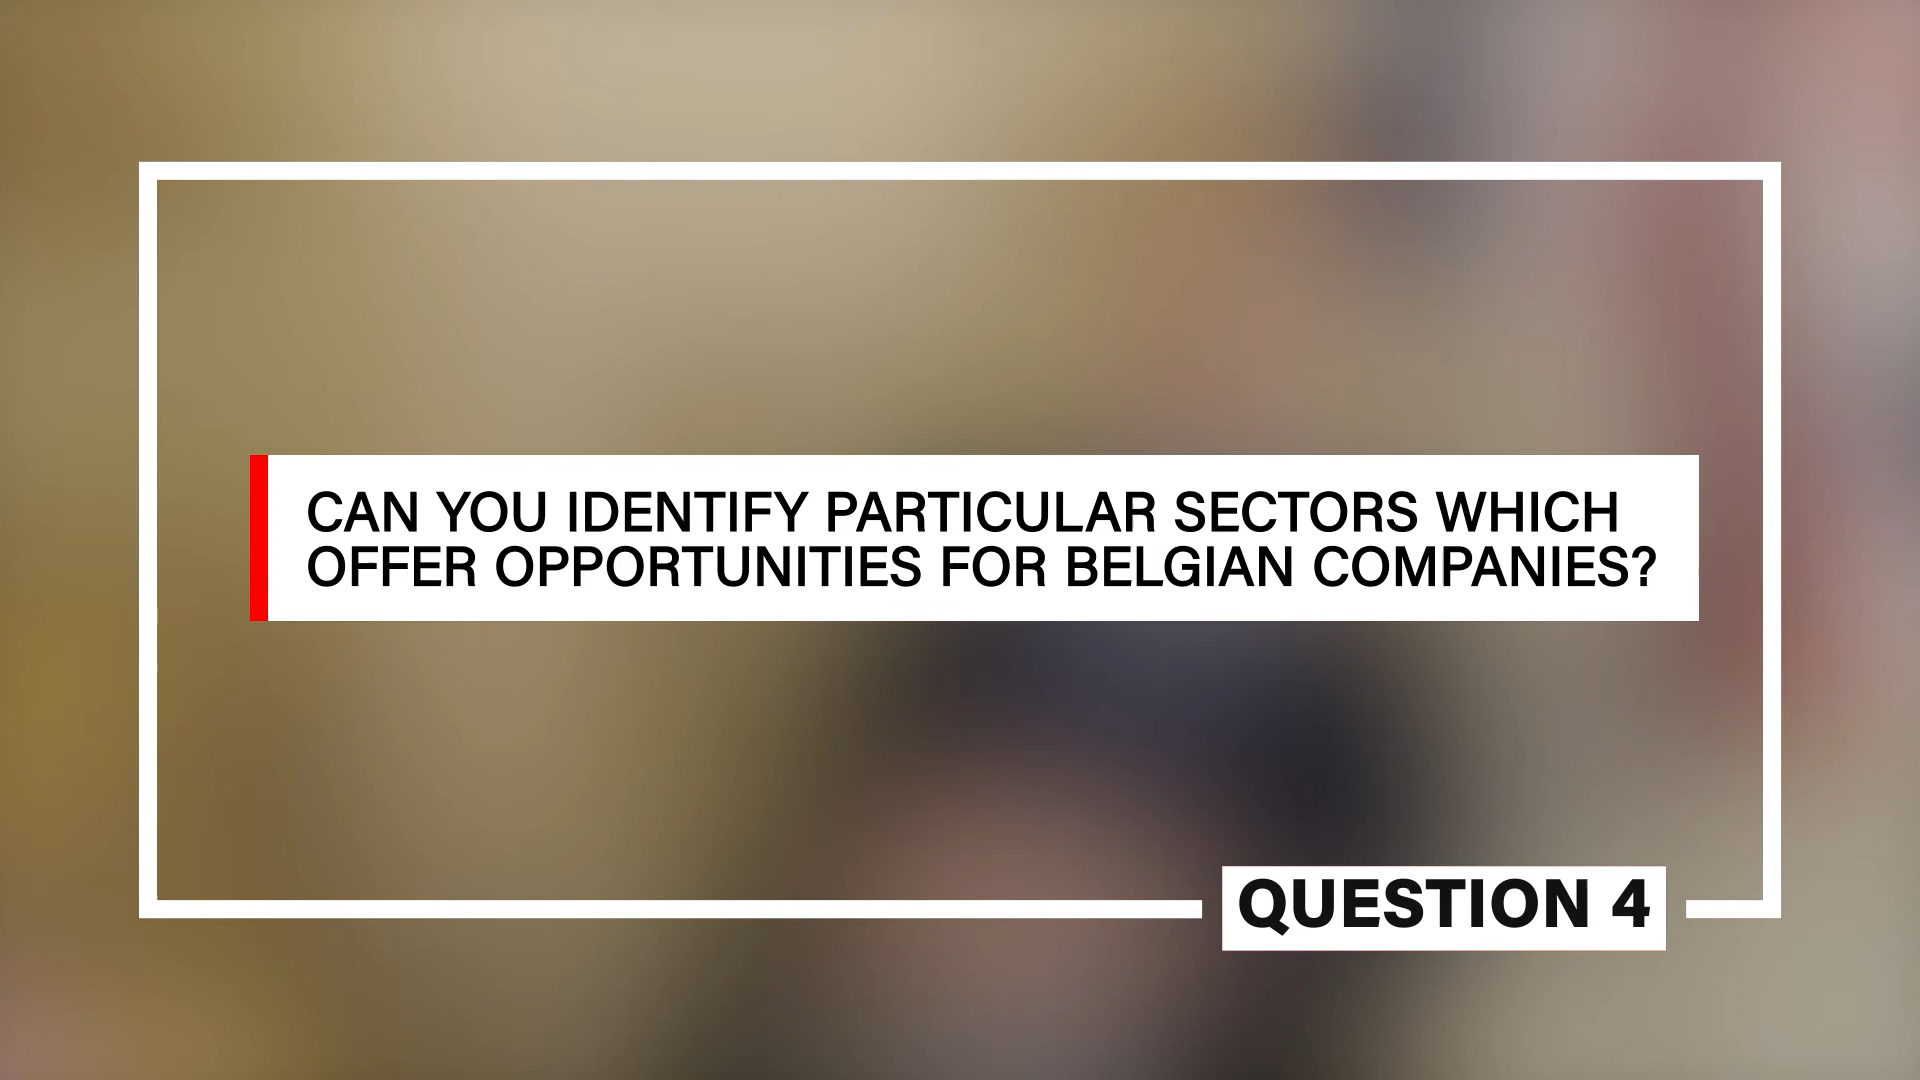 CAN YOU IDENTIFY PARTICULAR SECTORS WHICH
OFFER OPPORTUNITIES FOR BELGIAN COMPANIES?
QUESTION 4